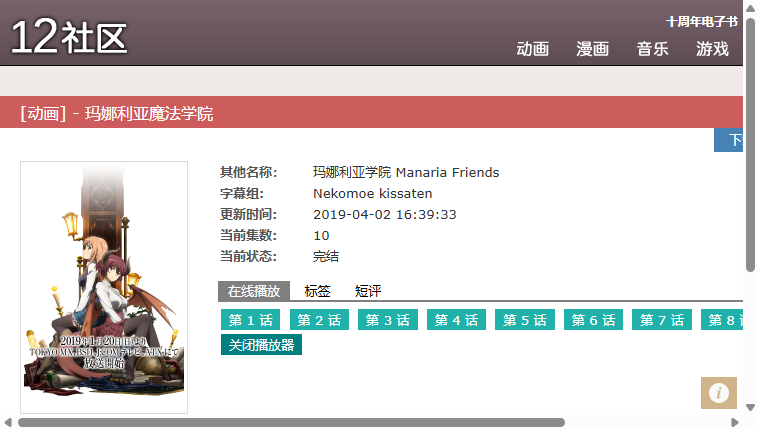 12社区
十周年电子书
动画 漫画 音乐 游戏
[动画] - 玛娜利亚魔法学院
下
其他名称: 玛娜利亚学院 Manaria Friends
字幕组: Nekomoe kissaten
更新时间: 2019-04-02 16:39:33
当前集数: 10
当前状态: 完结
在线播放 标签 短评
第 1 话 第 2 话 第 3 话 第 4 话 第 5 话 第 6 话 第 7 话 第 8
关闭播放器
2019年1月20日(日)より
TOKYO MX、BS11、J:COMテレビ、AT-Xにて
放送開始
i